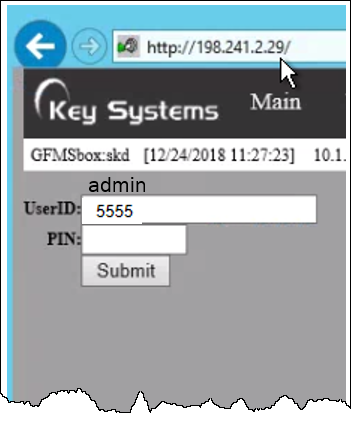 http://198.241.2.29/
Key Systems Main
GFMSbox:skd [12/24/2018 11:27:23] 10.1.
admin
UserID: 5555
PIN:
Submit